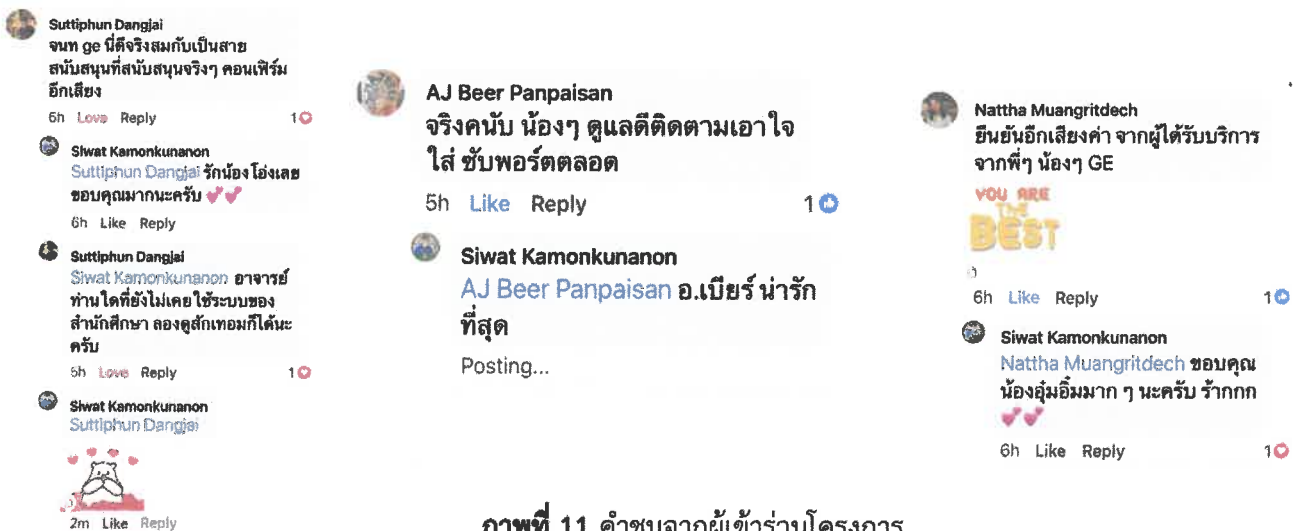 Suttiphun Dangjai
จนท ge นี่ดีจริงสมกับเป็นสาย
สนับสนุนที่สนับสนุนจริงๆ คอนเฟิร์ม
อีกเสียง
6h Love Reply 1
Siwat Kamonkunanon
Suttiphun Dangjai รักน้องโอ่งเลย
ขอบคุณมากนะครับ 💕💕
6h Like Reply
Suttiphun Dangjai
Siwat Kamonkunanon อาจารย์
ท่านใดที่ยังไม่เคยใช้ระบบของ
สำนักศึกษา ลองดูสักเทอมก็ได้นะ
ครับ
5h Love Reply 1
Siwat Kamonkunanon
Suttiphun Dangjai
2m Like Reply
AJ Beer Panpaisan
จริงคนับ น้องๆ ดูแลดีติดตามเอาใจ
ใส่ ซับพอร์ตตลอด
5h Like Reply 1
Siwat Kamonkunanon
AJ Beer Panpaisan อ.เบียร์ น่ารัก
ที่สุด
Posting...
Nattha Muangritdech
ยืนยันอีกเสียงค่า จากผู้ได้รับบริการ
จากพี่ๆ น้องๆ GE
YOU ARE
THE
BEST
6h Like Reply 1
Siwat Kamonkunanon
Nattha Muangritdech ขอบคุณ
น้องอุ๋มอิ๋มมาก ๆ นะครับ ร้ากกก
💕💕
6h Like Reply 1
ภาพที่ 11 คำชมจากผู้เข้าร่วมโครงการ